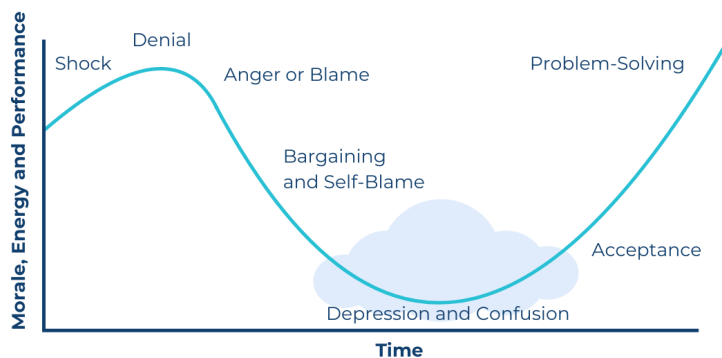 Denial
Shock
Anger or Blame
Problem-Solving
Bargaining
and Self-Blame
Acceptance
Depression and Confusion
Morale, Energy and Performance
Time